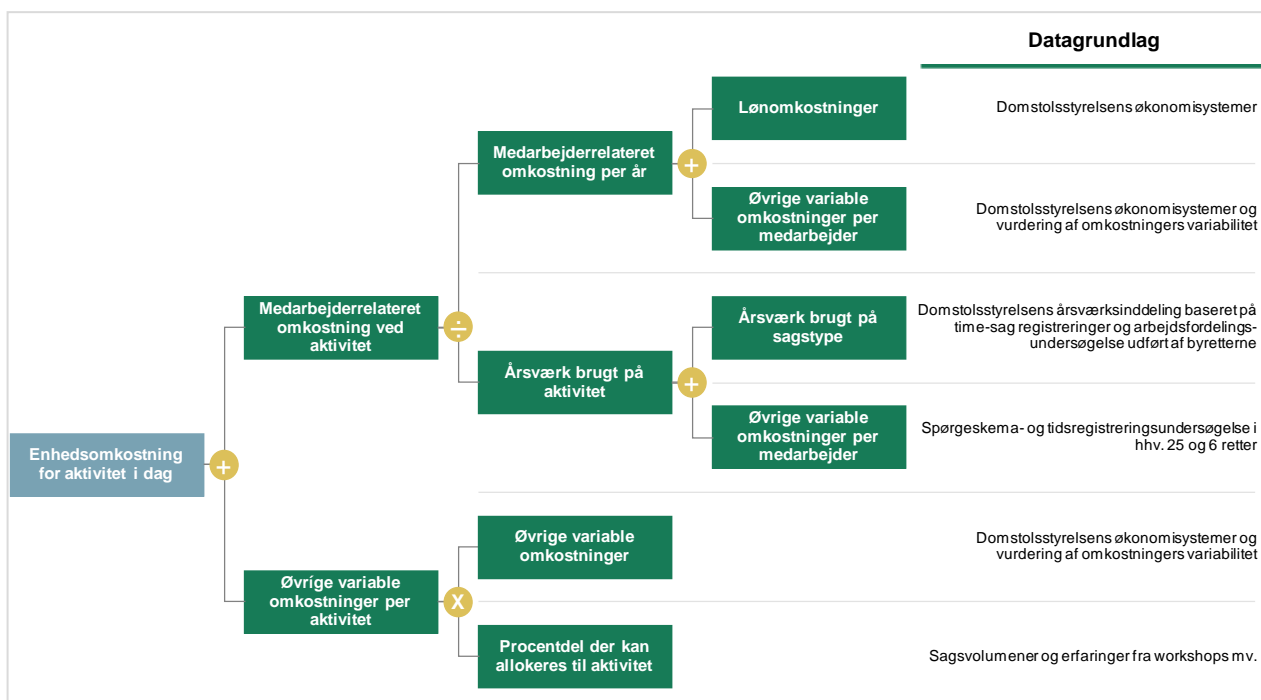 Datagrundlag
Lønomkostninger
Domstolsstyrelsens økonomisystemer
Medarbejderrelateret
omkostning per år
+
Øvrige variable
omkostninger per
medarbejder
Domstolsstyrelsens økonomisystemer og
vurdering af omkostningers variabilitet
Medarbejderrelateret
omkostning ved
aktivitet
÷
Årsværk brugt på
sagstype
Domstolsstyrelsens årsværksinddeling baseret på
time-sag registreringer og arbejdsfordelings-
undersøgelse udført af byretterne
Årsværk brugt på
aktivitet
+
Øvrige variable
omkostninger per
medarbejder
Spørgeskema- og tidsregistreringsundersøgelse i
hhv. 25 og 6 retter
Enhedsomkostning
for aktivitet i dag
+
Øvrige variable
omkostninger
Domstolsstyrelsens økonomisystemer og
vurdering af omkostningers variabilitet
Øvríge variable
omkostninger per
aktivitet
X
Procentdel der kan
allokeres til aktivitet
Sagsvolumener og erfaringer fra workshops mv.